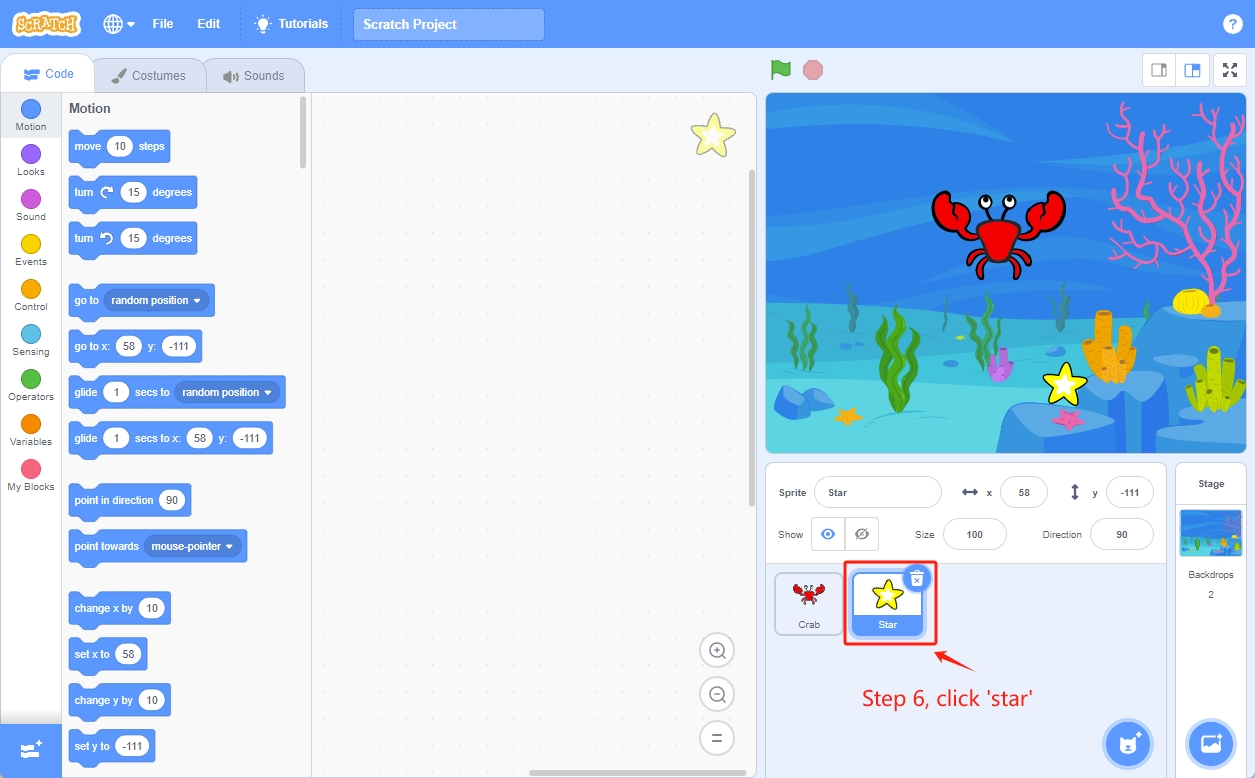 SCRATCH
File
Edit
Tutorials
Scratch Project
?
Code
Costumes
Sounds
Motion
Looks
Sound
Events
Control
Sensing
Operators
Variables
My Blocks
Motion
move 10 steps
turn 15 degrees
turn 15 degrees
go to random position
go to x: 58 y: -111
glide 1 secs to random position
glide 1 secs to x: 58 y: -111
point in direction 90
point towards mouse-pointer
change x by 10
set x to 58
change y by 10
set y to -111
Sprite Star x 58 y -111
Show Size 100 Direction 90
Crab
Star
Step 6, click 'star'
Stage
Backdrops
2